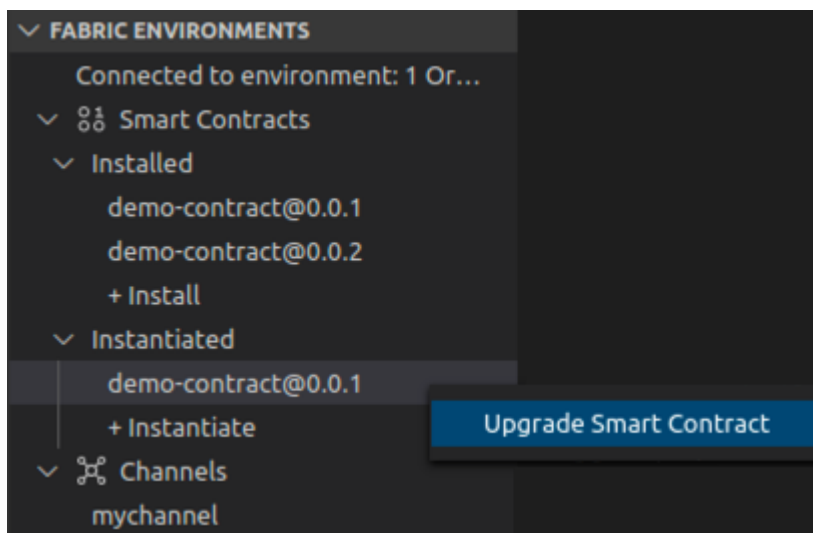 FABRIC ENVIRONMENTS
Connected to environment: 1 Or...
Smart Contracts
Installed
demo-contract@0.0.1
demo-contract@0.0.2
+ Install
Instantiated
demo-contract@0.0.1
+ Instantiate
Upgrade Smart Contract
Channels
mychannel